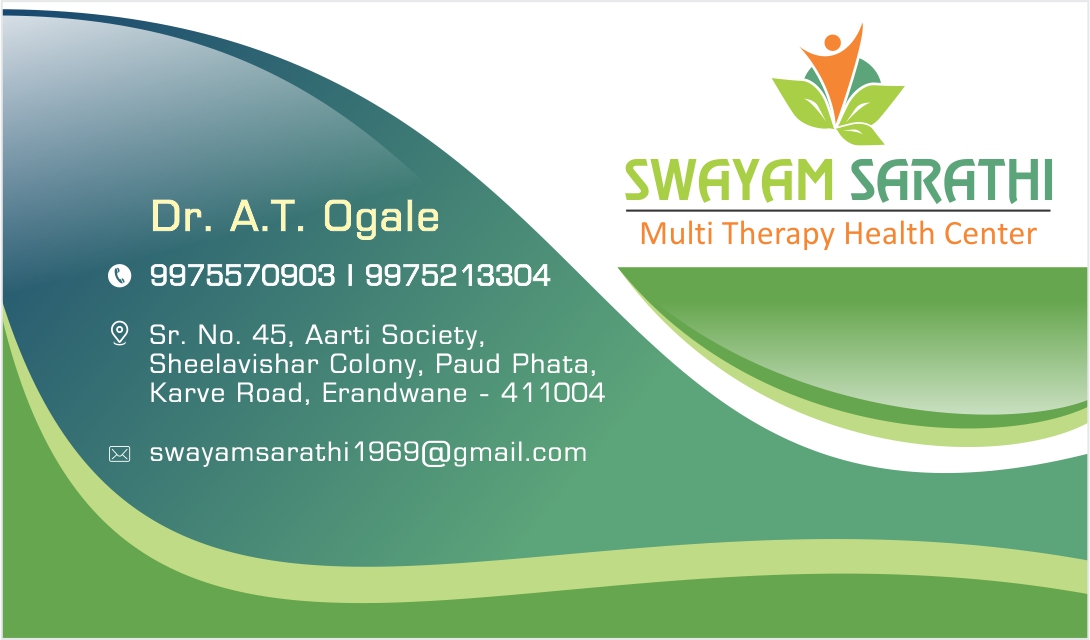 SWAYAM SARATHI
Multi Therapy Health Center
Dr. A.T. Ogale
9975570903 | 9975213304
Sr. No. 45, Aarti Society,
Sheelavishar Colony, Paud Phata,
Karve Road, Erandwane - 411004
swayamsarathi1969@gmail.com